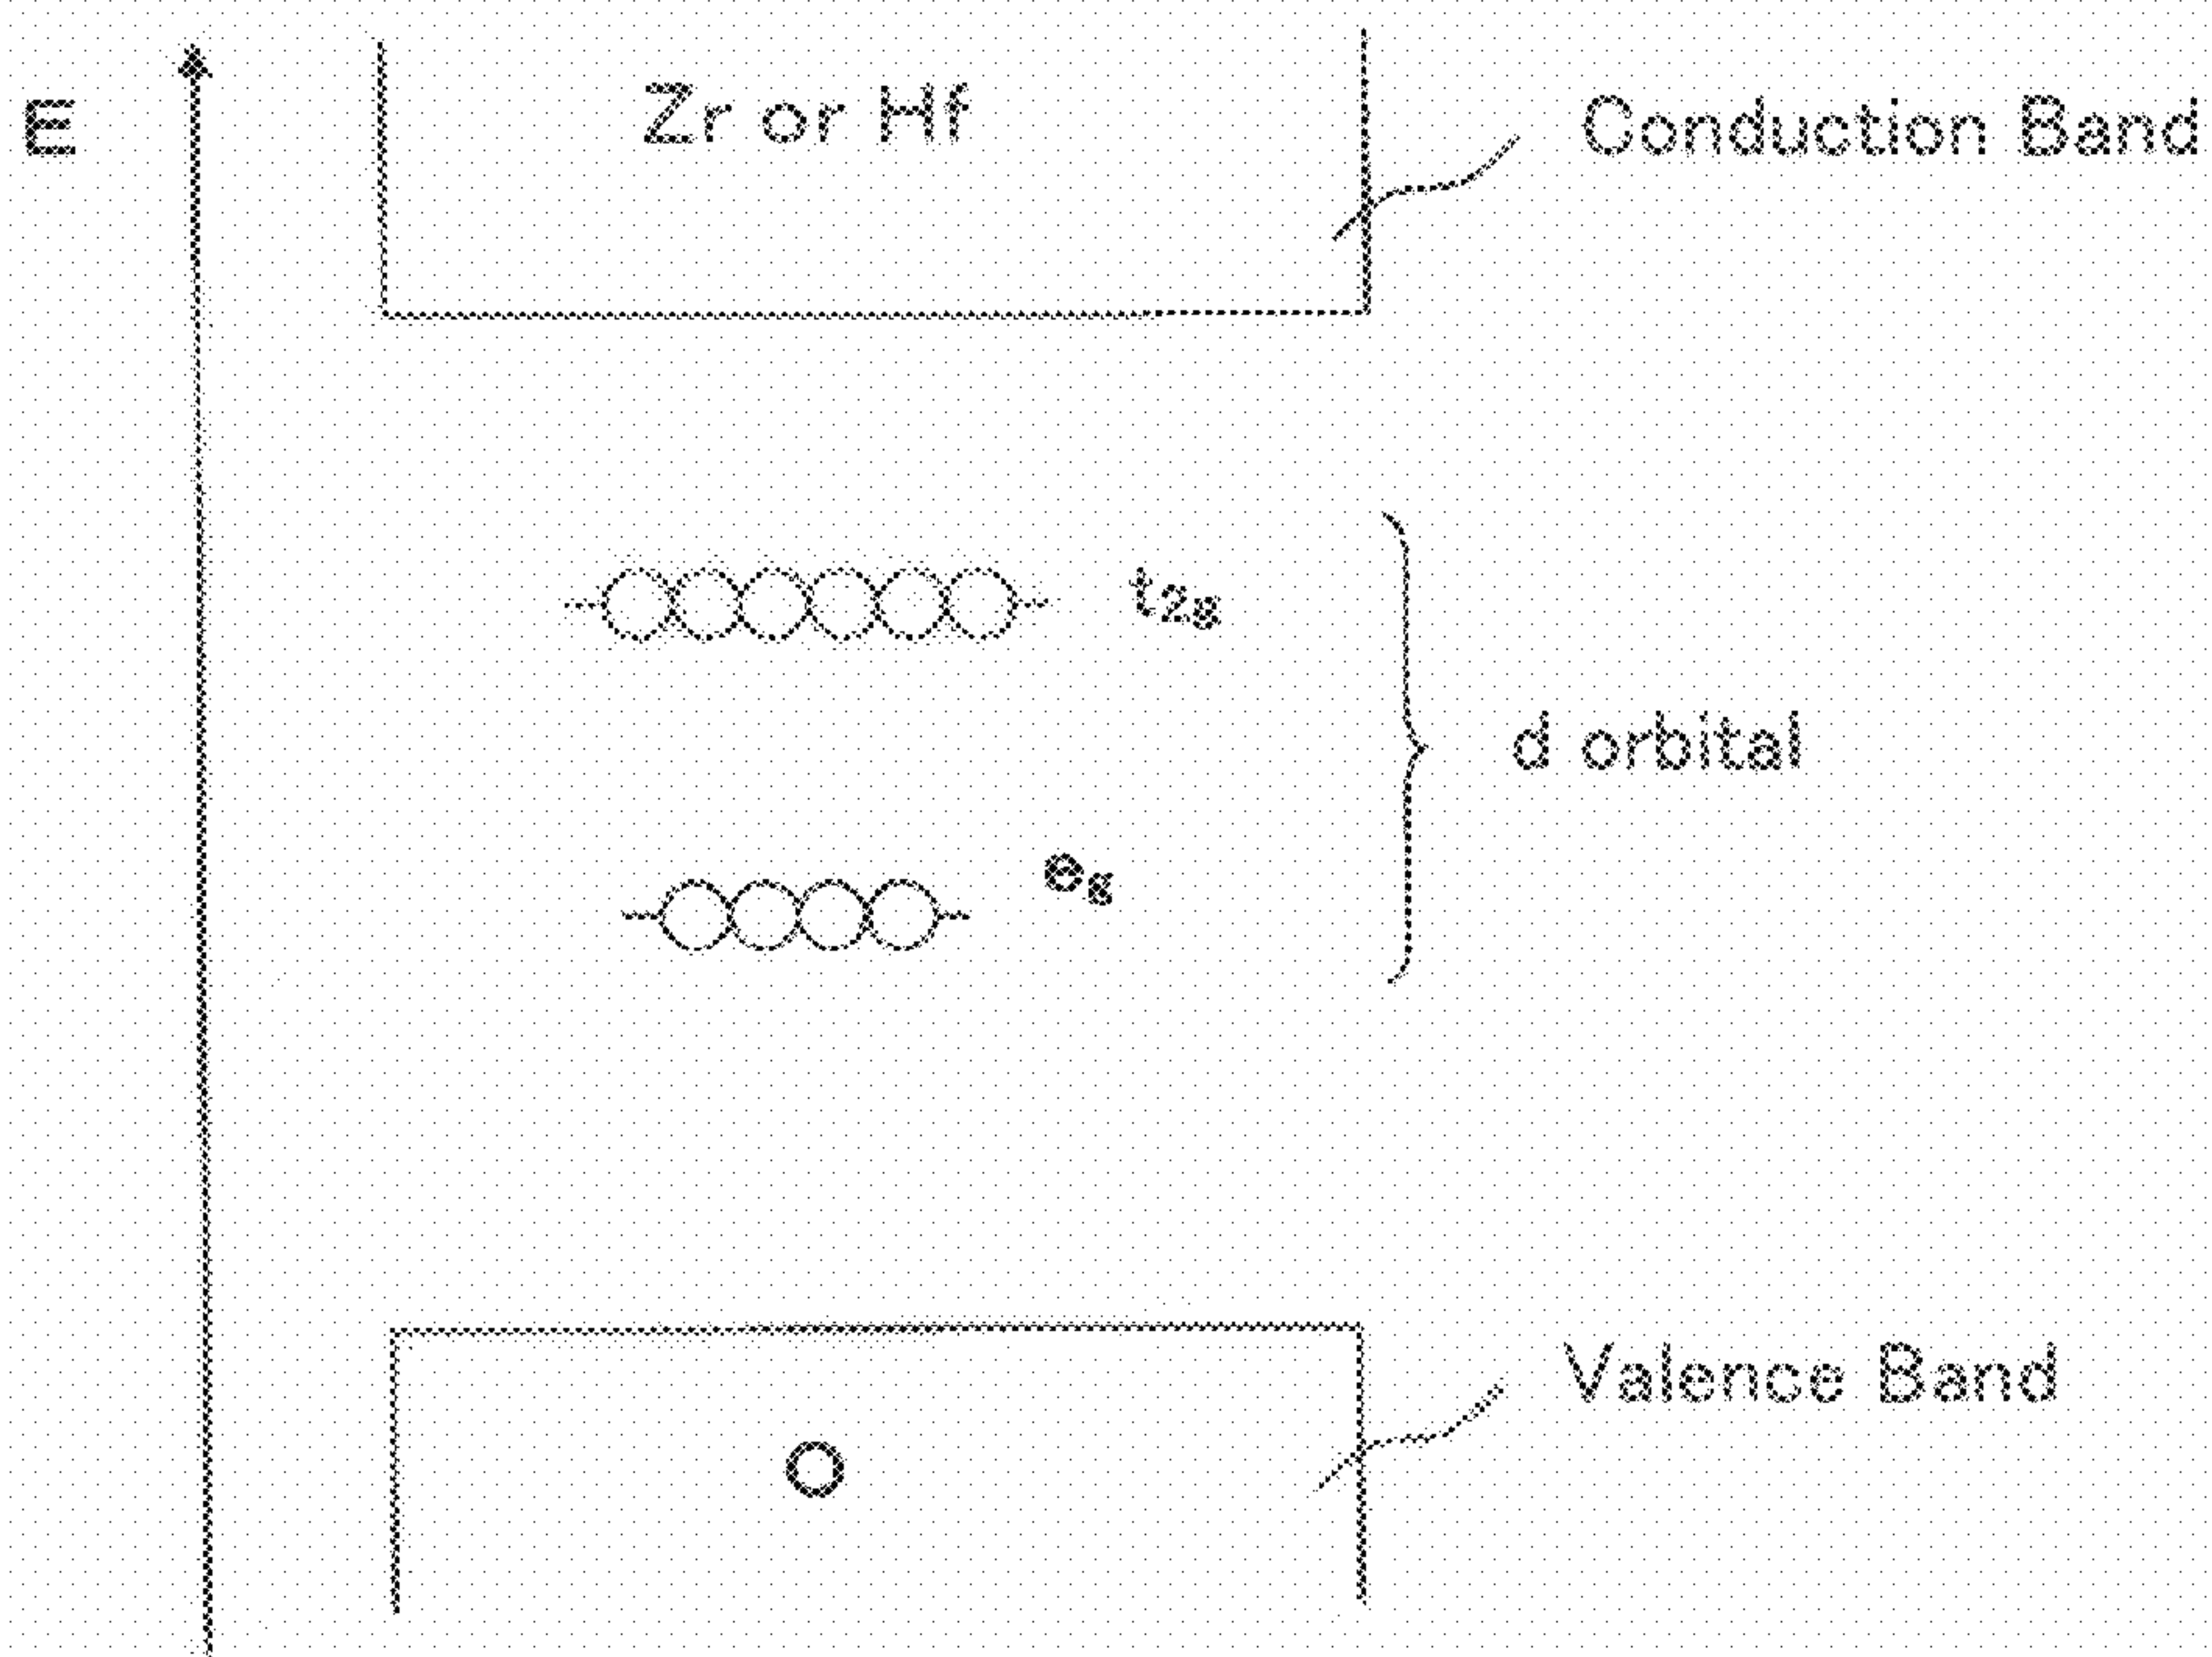 E
Zr or Hf
Conduction Band
t2g
d orbital
eg
Valence Band
O